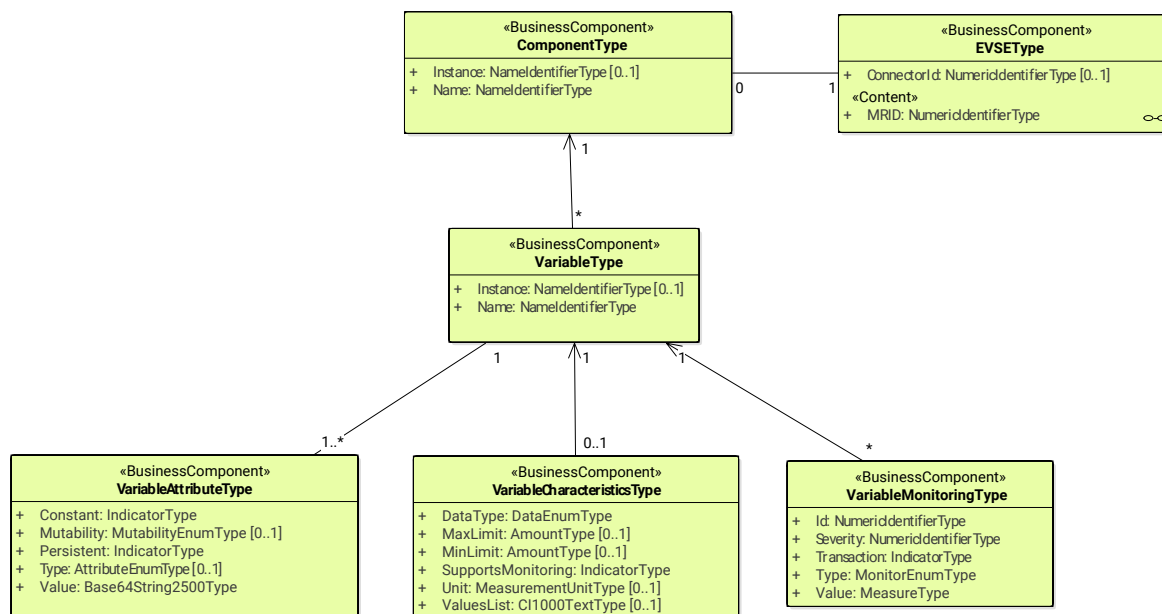 «BusinessComponent»
ComponentType
+ Instance: NameIdentifierType [0..1]
+ Name: NameIdentifierType
«BusinessComponent»
EVSEType
+ ConnectorId: NumericIdentifierType [0..1]
«Content»
+ MRID: NumericIdentifierType
0
1
1
*
«BusinessComponent»
VariableType
+ Instance: NameIdentifierType [0..1]
+ Name: NameIdentifierType
1
1
1
1..*
0..1
*
«BusinessComponent»
VariableAttributeType
+ Constant: IndicatorType
+ Mutability: MutabilityEnumType [0..1]
+ Persistent: IndicatorType
+ Type: AttributeEnumType [0..1]
+ Value: Base64String2500Type
«BusinessComponent»
VariableCharacteristicsType
+ DataType: DataEnumType
+ MaxLimit: AmountType [0..1]
+ MinLimit: AmountType [0..1]
+ SupportsMonitoring: IndicatorType
+ Unit: MeasurementUnitType [0..1]
+ ValuesList: CI1000TextType [0..1]
«BusinessComponent»
VariableMonitoringType
+ Id: NumericIdentifierType
+ Severity: NumericIdentifierType
+ Transaction: IndicatorType
+ Type: MonitorEnumType
+ Value: MeasureType